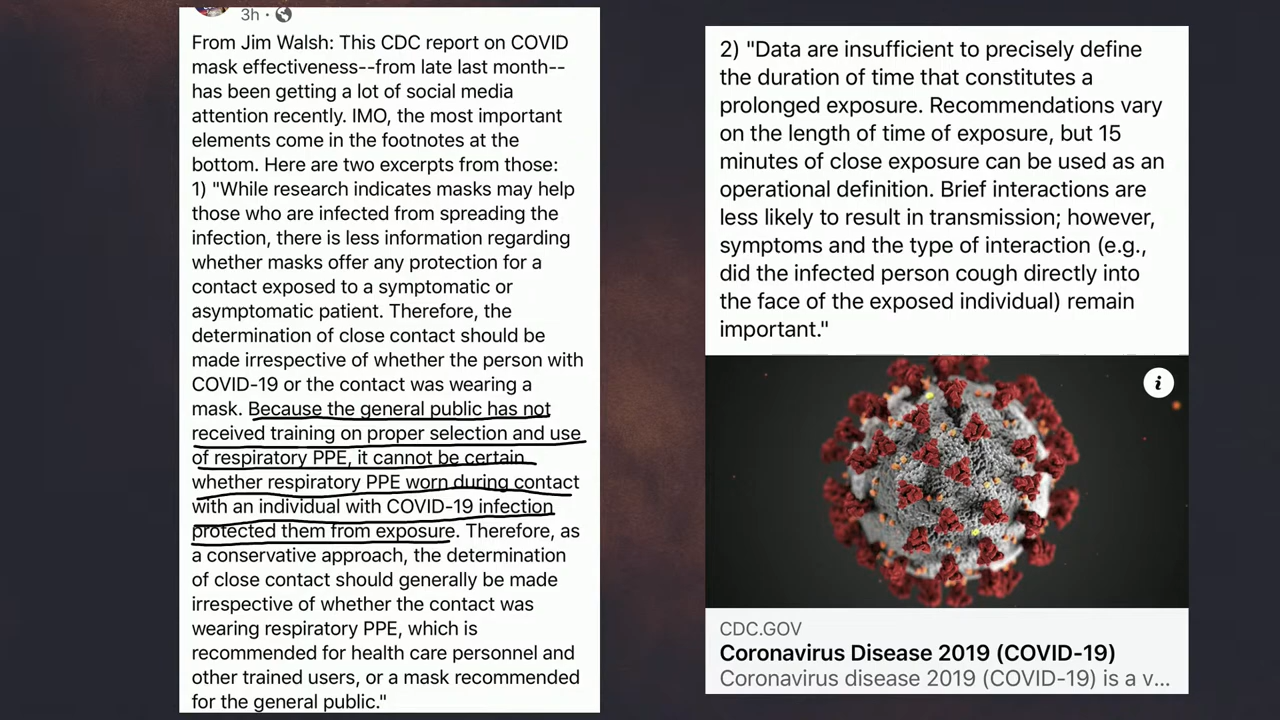 3h ·
From Jim Walsh: This CDC report on COVID
mask effectiveness--from late last month--
has been getting a lot of social media
attention recently. IMO, the most important
elements come in the footnotes at the
bottom. Here are two excerpts from those:
1) "While research indicates masks may help
those who are infected from spreading the
infection, there is less information regarding
whether masks offer any protection for a
contact exposed to a symptomatic or
asymptomatic patient. Therefore, the
determination of close contact should be
made irrespective of whether the person with
COVID-19 or the contact was wearing a
mask. Because the general public has not
received training on proper selection and use
of respiratory PPE, it cannot be certain
whether respiratory PPE worn during contact
with an individual with COVID-19 infection
protected them from exposure. Therefore, as
a conservative approach, the determination
of close contact should generally be made
irrespective of whether the contact was
wearing respiratory PPE, which is
recommended for health care personnel and
other trained users, or a mask recommended
for the general public."
2) "Data are insufficient to precisely define
the duration of time that constitutes a
prolonged exposure. Recommendations vary
on the length of time of exposure, but 15
minutes of close exposure can be used as an
operational definition. Brief interactions are
less likely to result in transmission; however,
symptoms and the type of interaction (e.g.,
did the infected person cough directly into
the face of the exposed individual) remain
important."
i
CDC.GOV
Coronavirus Disease 2019 (COVID-19)
Coronavirus disease 2019 (COVID-19) is a v...